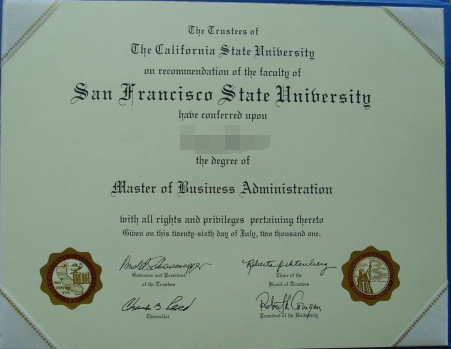 The Trustees of
The California State University
on recommendation of the faculty of
San Francisco State University
have conferred upon
the degree of
Master of Business Administration
with all rights and privileges pertaining thereto
Given on this twenty-sixth day of July, two thousand one.
Governor and President
of the Trustees
Chair of the
Board of Trustees
Charles B. Reed
Chancellor
President of the University